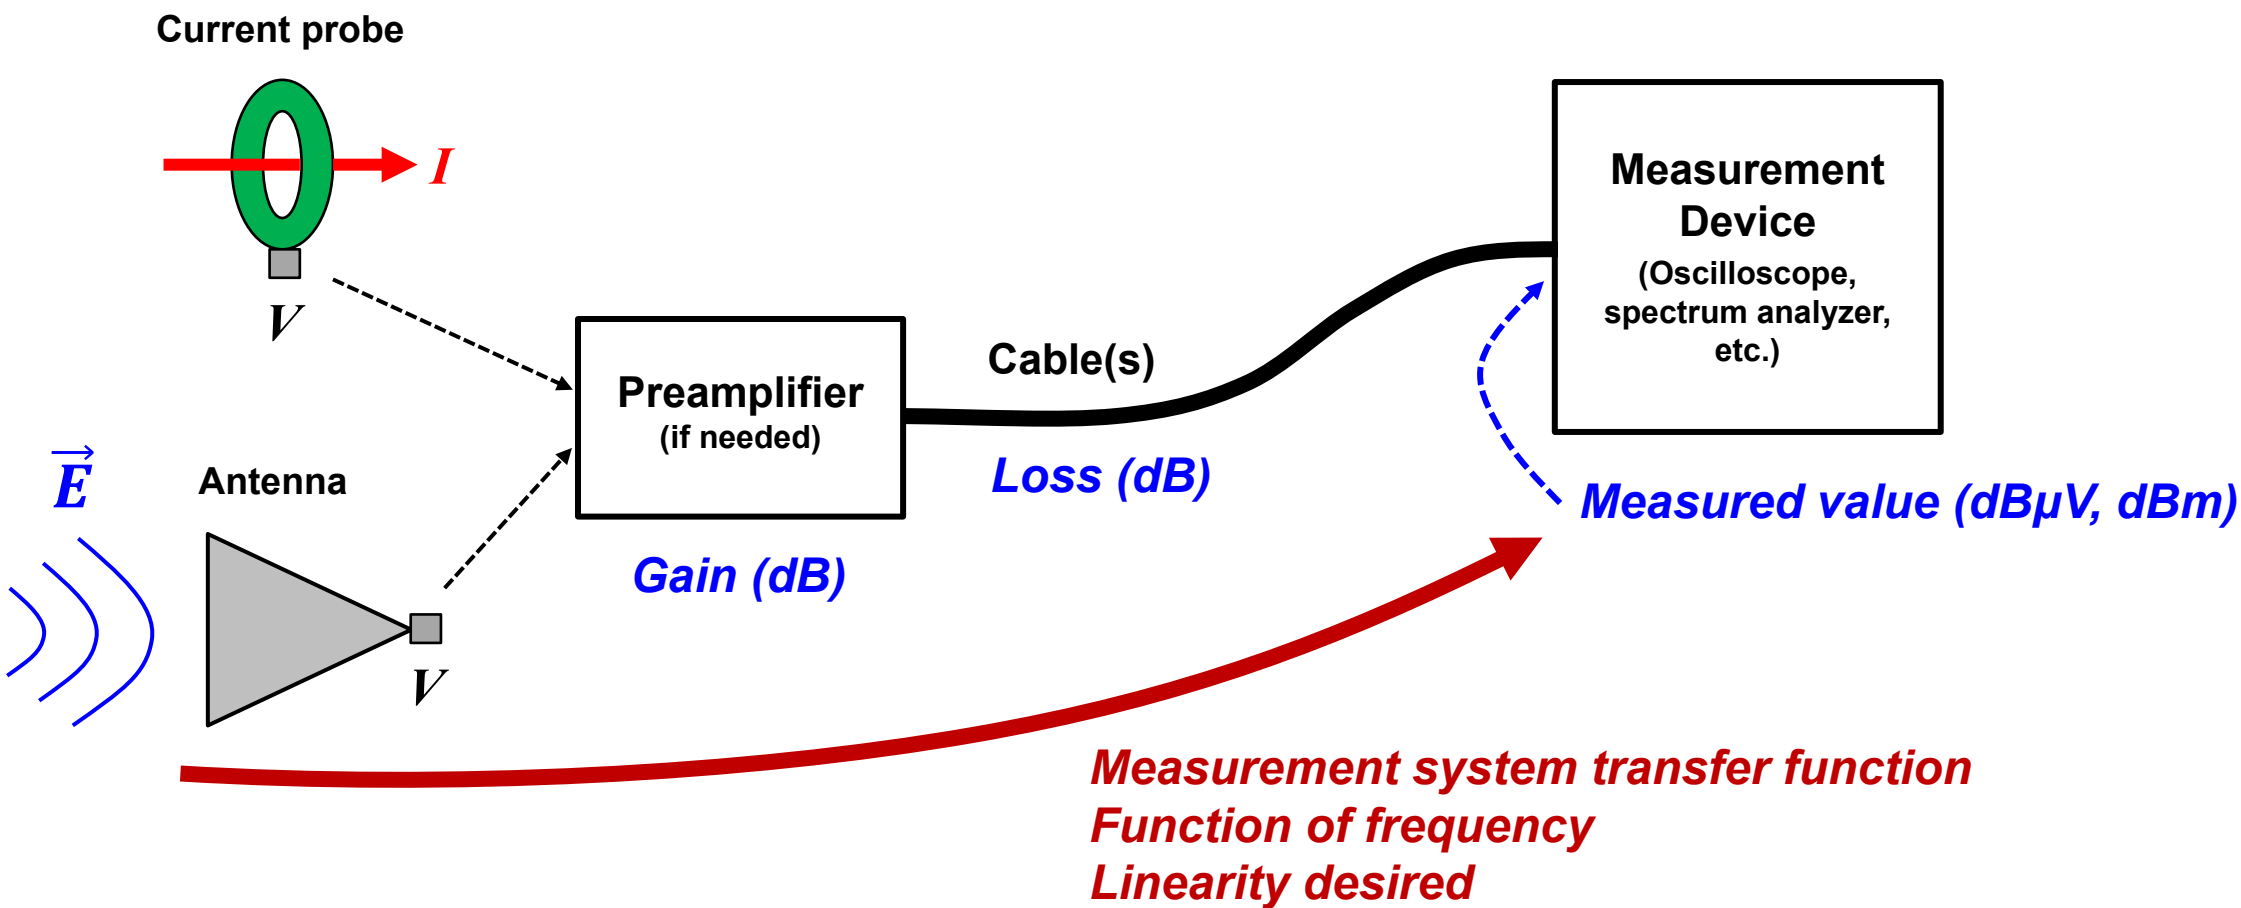 Current probe
I
V
Preamplifier
(if needed)
Gain (dB)
Cable(s)
Loss (dB)
Measurement
Device
(Oscilloscope,
spectrum analyzer,
etc.)
Measured value (dBµV, dBm)
E
Antenna
V
Measurement system transfer function
Function of frequency
Linearity desired